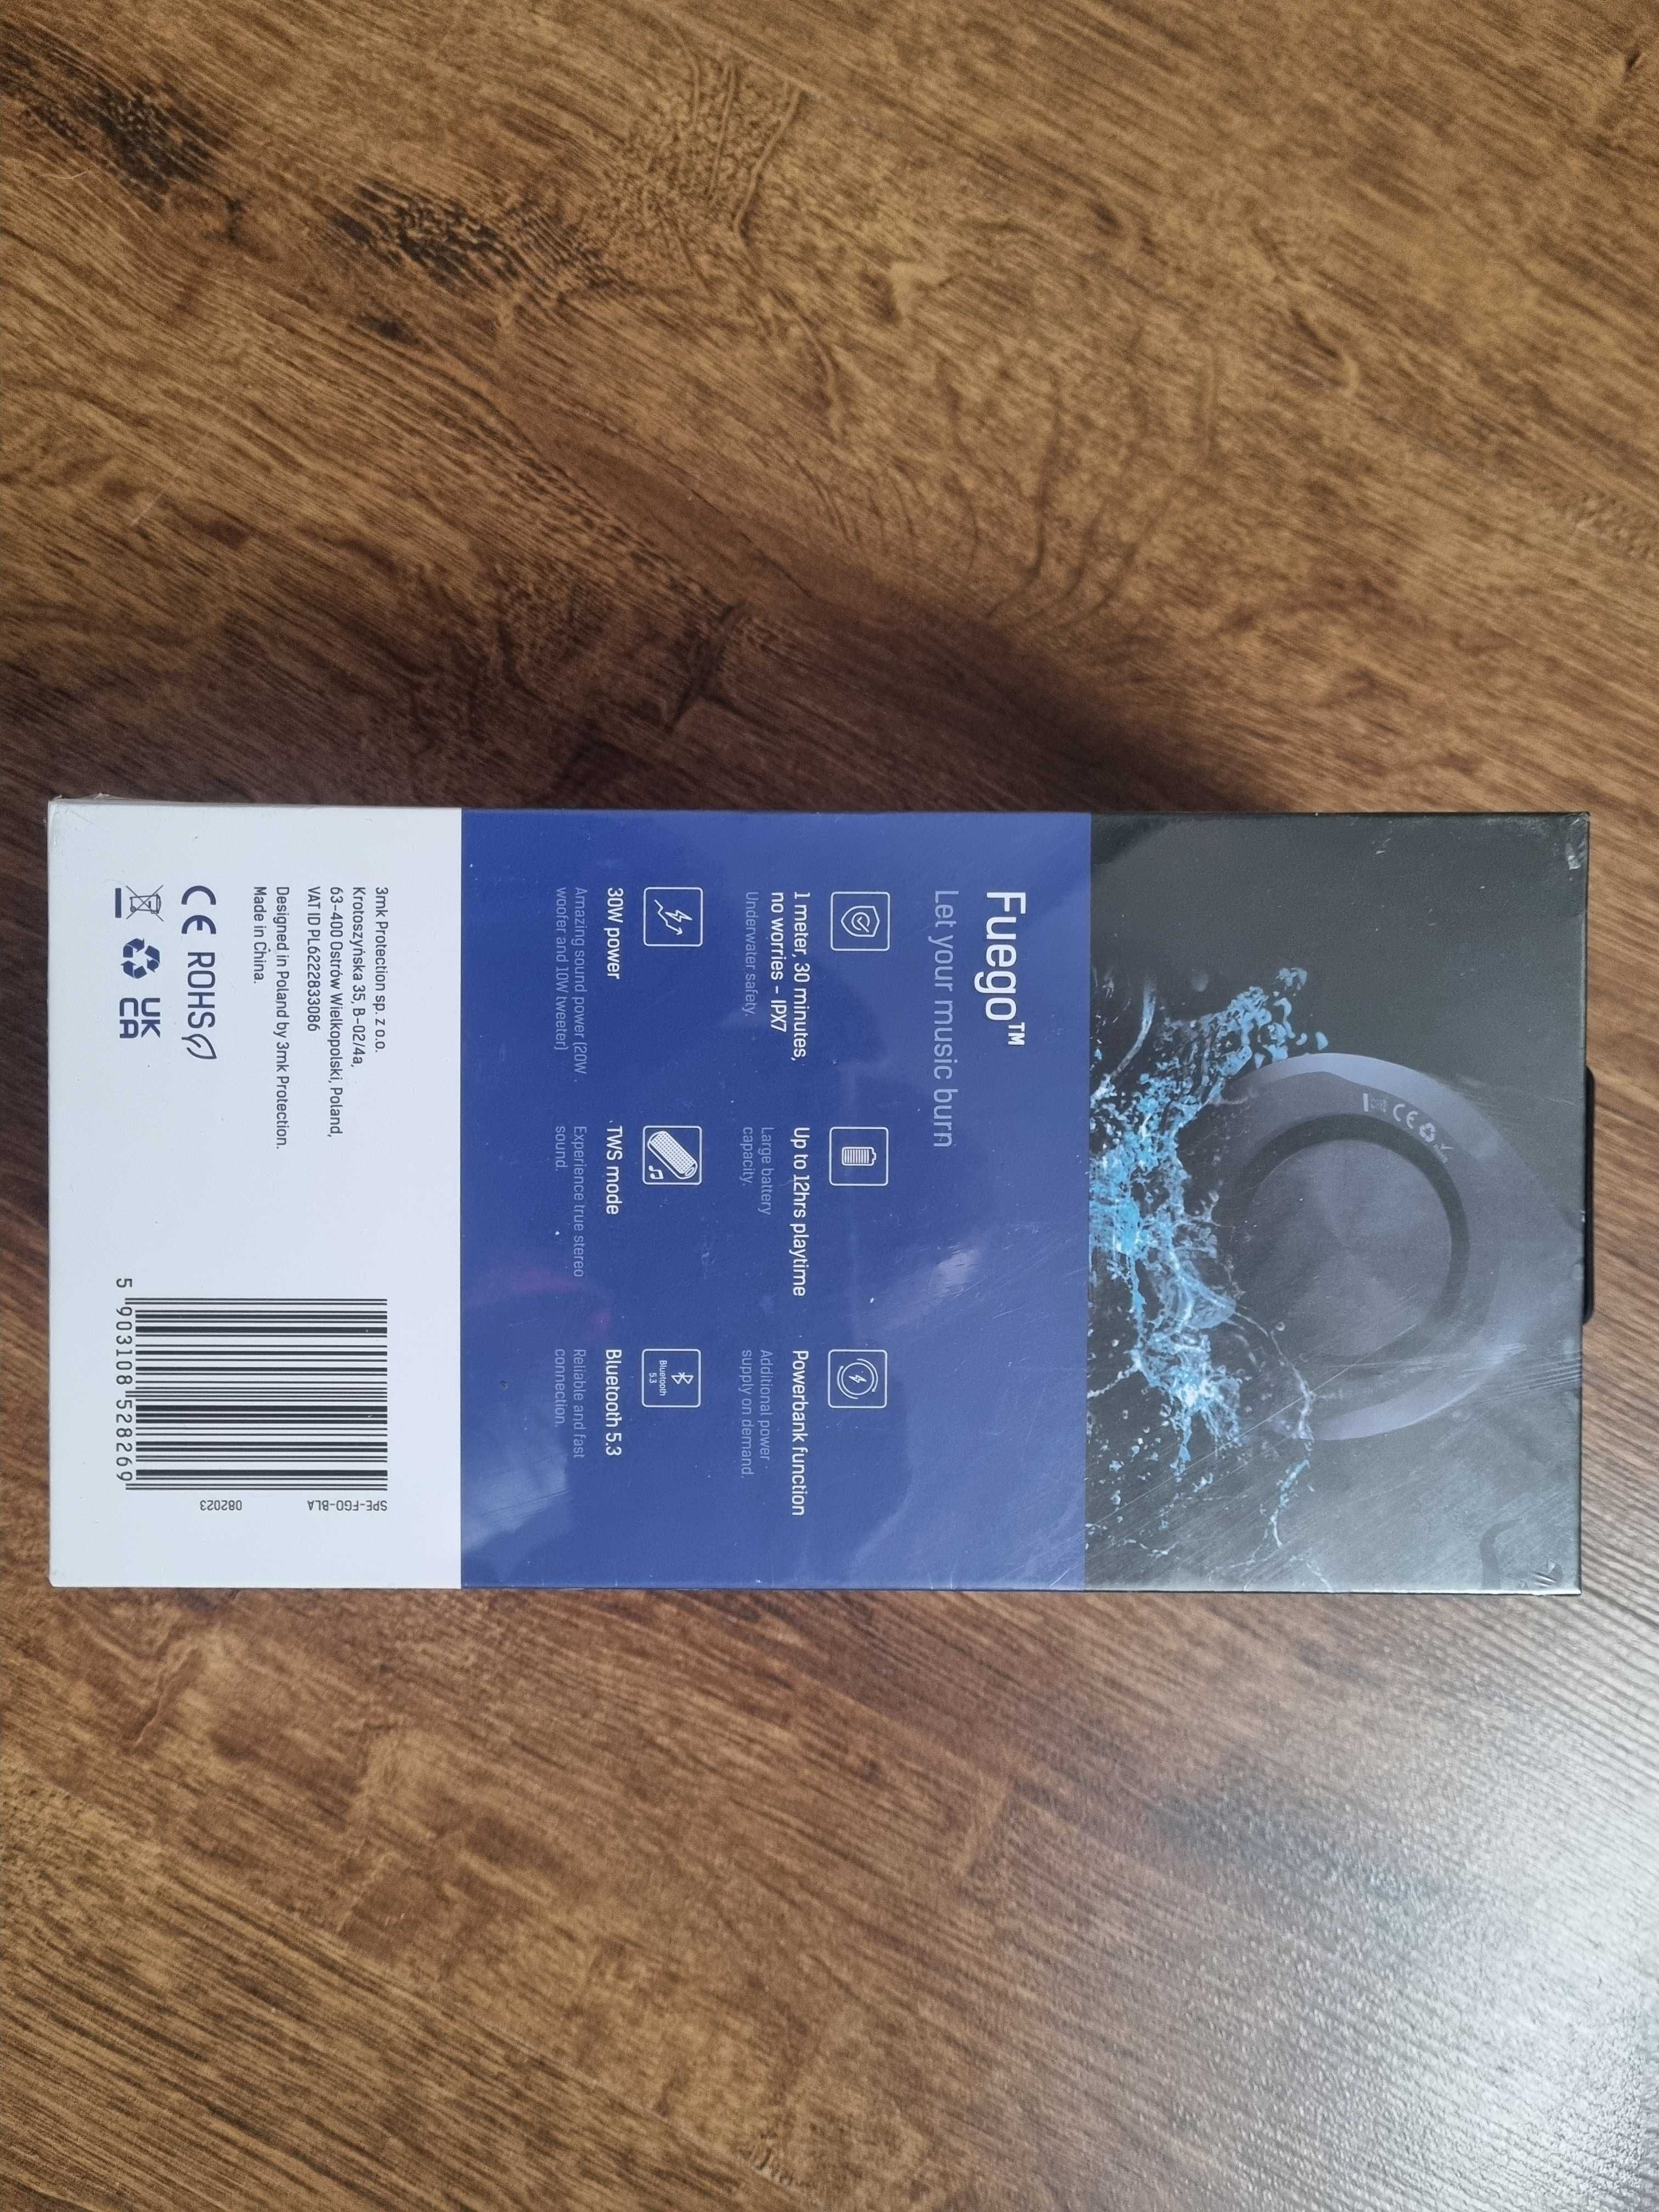 Fuego™
Let your music burn
1 meter, 30 minutes,
no worries - IPX7
Underwater safety.
Up to 12hrs playtime
Large battery
capacity.
Powerbank function
Additional power
supply on demand.
30W power
Amazing sound power (20W
woofer and 10W tweeter)
TWS mode
Experience true stereo
sound.
Bluetooth
5.3
Bluetooth 5.3
Reliable and fast
connection.
3mk Protection sp. z o.o.
Krotoszyńska 35, B-02/4a,
63-400 Ostrów Wielkopolski, Poland,
VAT ID PL6222833086
Designed in Poland by 3mk Protection.
Made in China.
CE ROHS
UK
CA
5 903108 528269
SPE-FGO-BLA
082023
CE